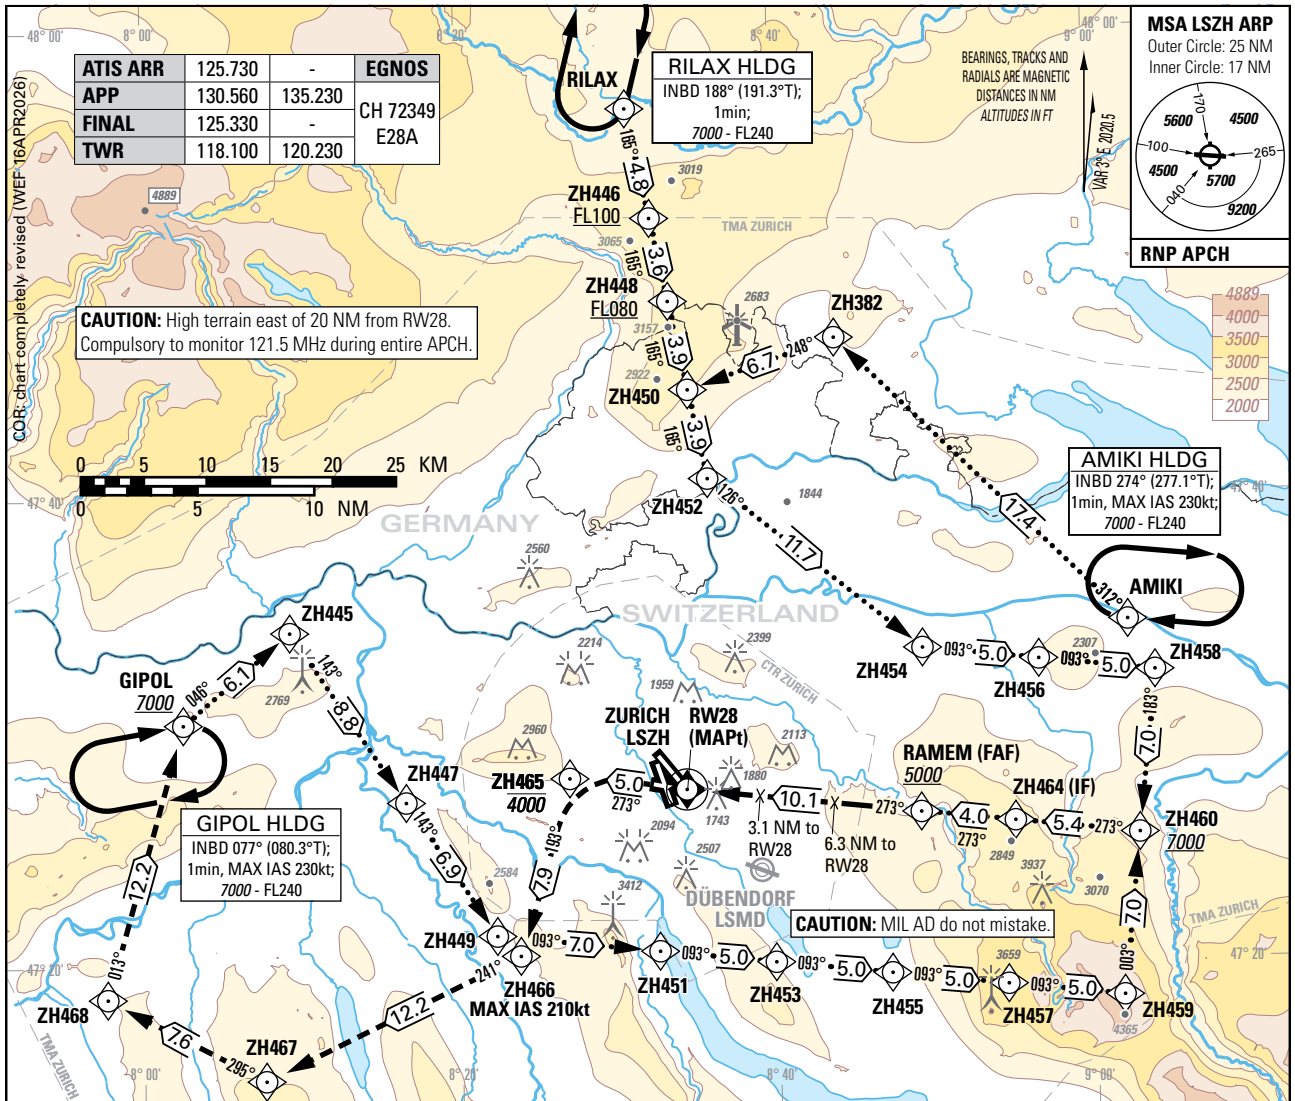 48° 00'
8° 00'
8° 20'
8° 40'
9° 00'
48° 00'
COR: chart completely revised (WEF 16APR2026)
ATIS ARR 125.730 - EGNOS
APP 130.560 135.230 CH 72349
FINAL 125.330 - E28A
TWR 118.100 120.230
RILAX
RILAX HLDG
INBD 188° (191.3°T);
1min;
7000 - FL240
BEARINGS, TRACKS AND
RADIALS ARE MAGNETIC
DISTANCES IN NM
ALTITUDES IN FT
VAR 3° E 2020.5
MSA LSZH ARP
Outer Circle: 25 NM
Inner Circle: 17 NM
170
5600
4500
100
265
4500
5700
040
9200
RNP APCH
4889
165°
4.8
3019
ZH446
FL100
TMA ZURICH
3065
165°
3.6
ZH448
FL080
2683
ZH382
4889
4000
3500
3000
2500
2000
CAUTION: High terrain east of 20 NM from RW28.
Compulsory to monitor 121.5 MHz during entire APCH.
3157
165°
3.9
248°
6.7
2922
ZH450
165°
3.9
0 5 10 15 20 25 KM
0 5 10 NM
47° 40'
AMIKI HLDG
INBD 274° (277.1°T);
1min, MAX IAS 230kt;
7000 - FL240
47° 40'
ZH452
126°
1844
17.4
GERMANY
11.7
2560
312°
AMIKI
SWITZERLAND
ZH445
2214
2399
CTR ZURICH
ZH454
093°
5.0
ZH456
2307
093°
5.0
ZH458
143°
GIPOL
7000
046°
6.1
2769
8.8
1959
183°
7.0
2960
ZURICH
LSZH
RW28
(MAPt)
2113
RAMEM (FAF)
5000
ZH447
ZH465
4000
5.0
273°
1880
1743
10.1
273°
4.0
273°
ZH464 (IF)
5.4
273°
ZH460
7000
143°
6.9
193°
7.9
2094
2507
3.1 NM to
RW28
6.3 NM to
RW28
2849
3937
3070
GIPOL HLDG
INBD 077° (080.3°T);
1min, MAX IAS 230kt;
7000 - FL240
12.2
013°
2584
3412
DÜBENDORF
LSMD
CAUTION: MIL AD do not mistake.
7.0
003°
TMA ZURICH
ZH449
093°
7.0
ZH451
093°
5.0
ZH453
093°
5.0
ZH455
093°
5.0
3659
ZH457
093°
5.0
ZH459
4365
47° 20'
47° 20'
241°
12.2
ZH466
MAX IAS 210kt
ZH468
7.6
295°
ZH467
TMA ZURICH
8° 00'
8° 20'
8° 40'
9° 00'